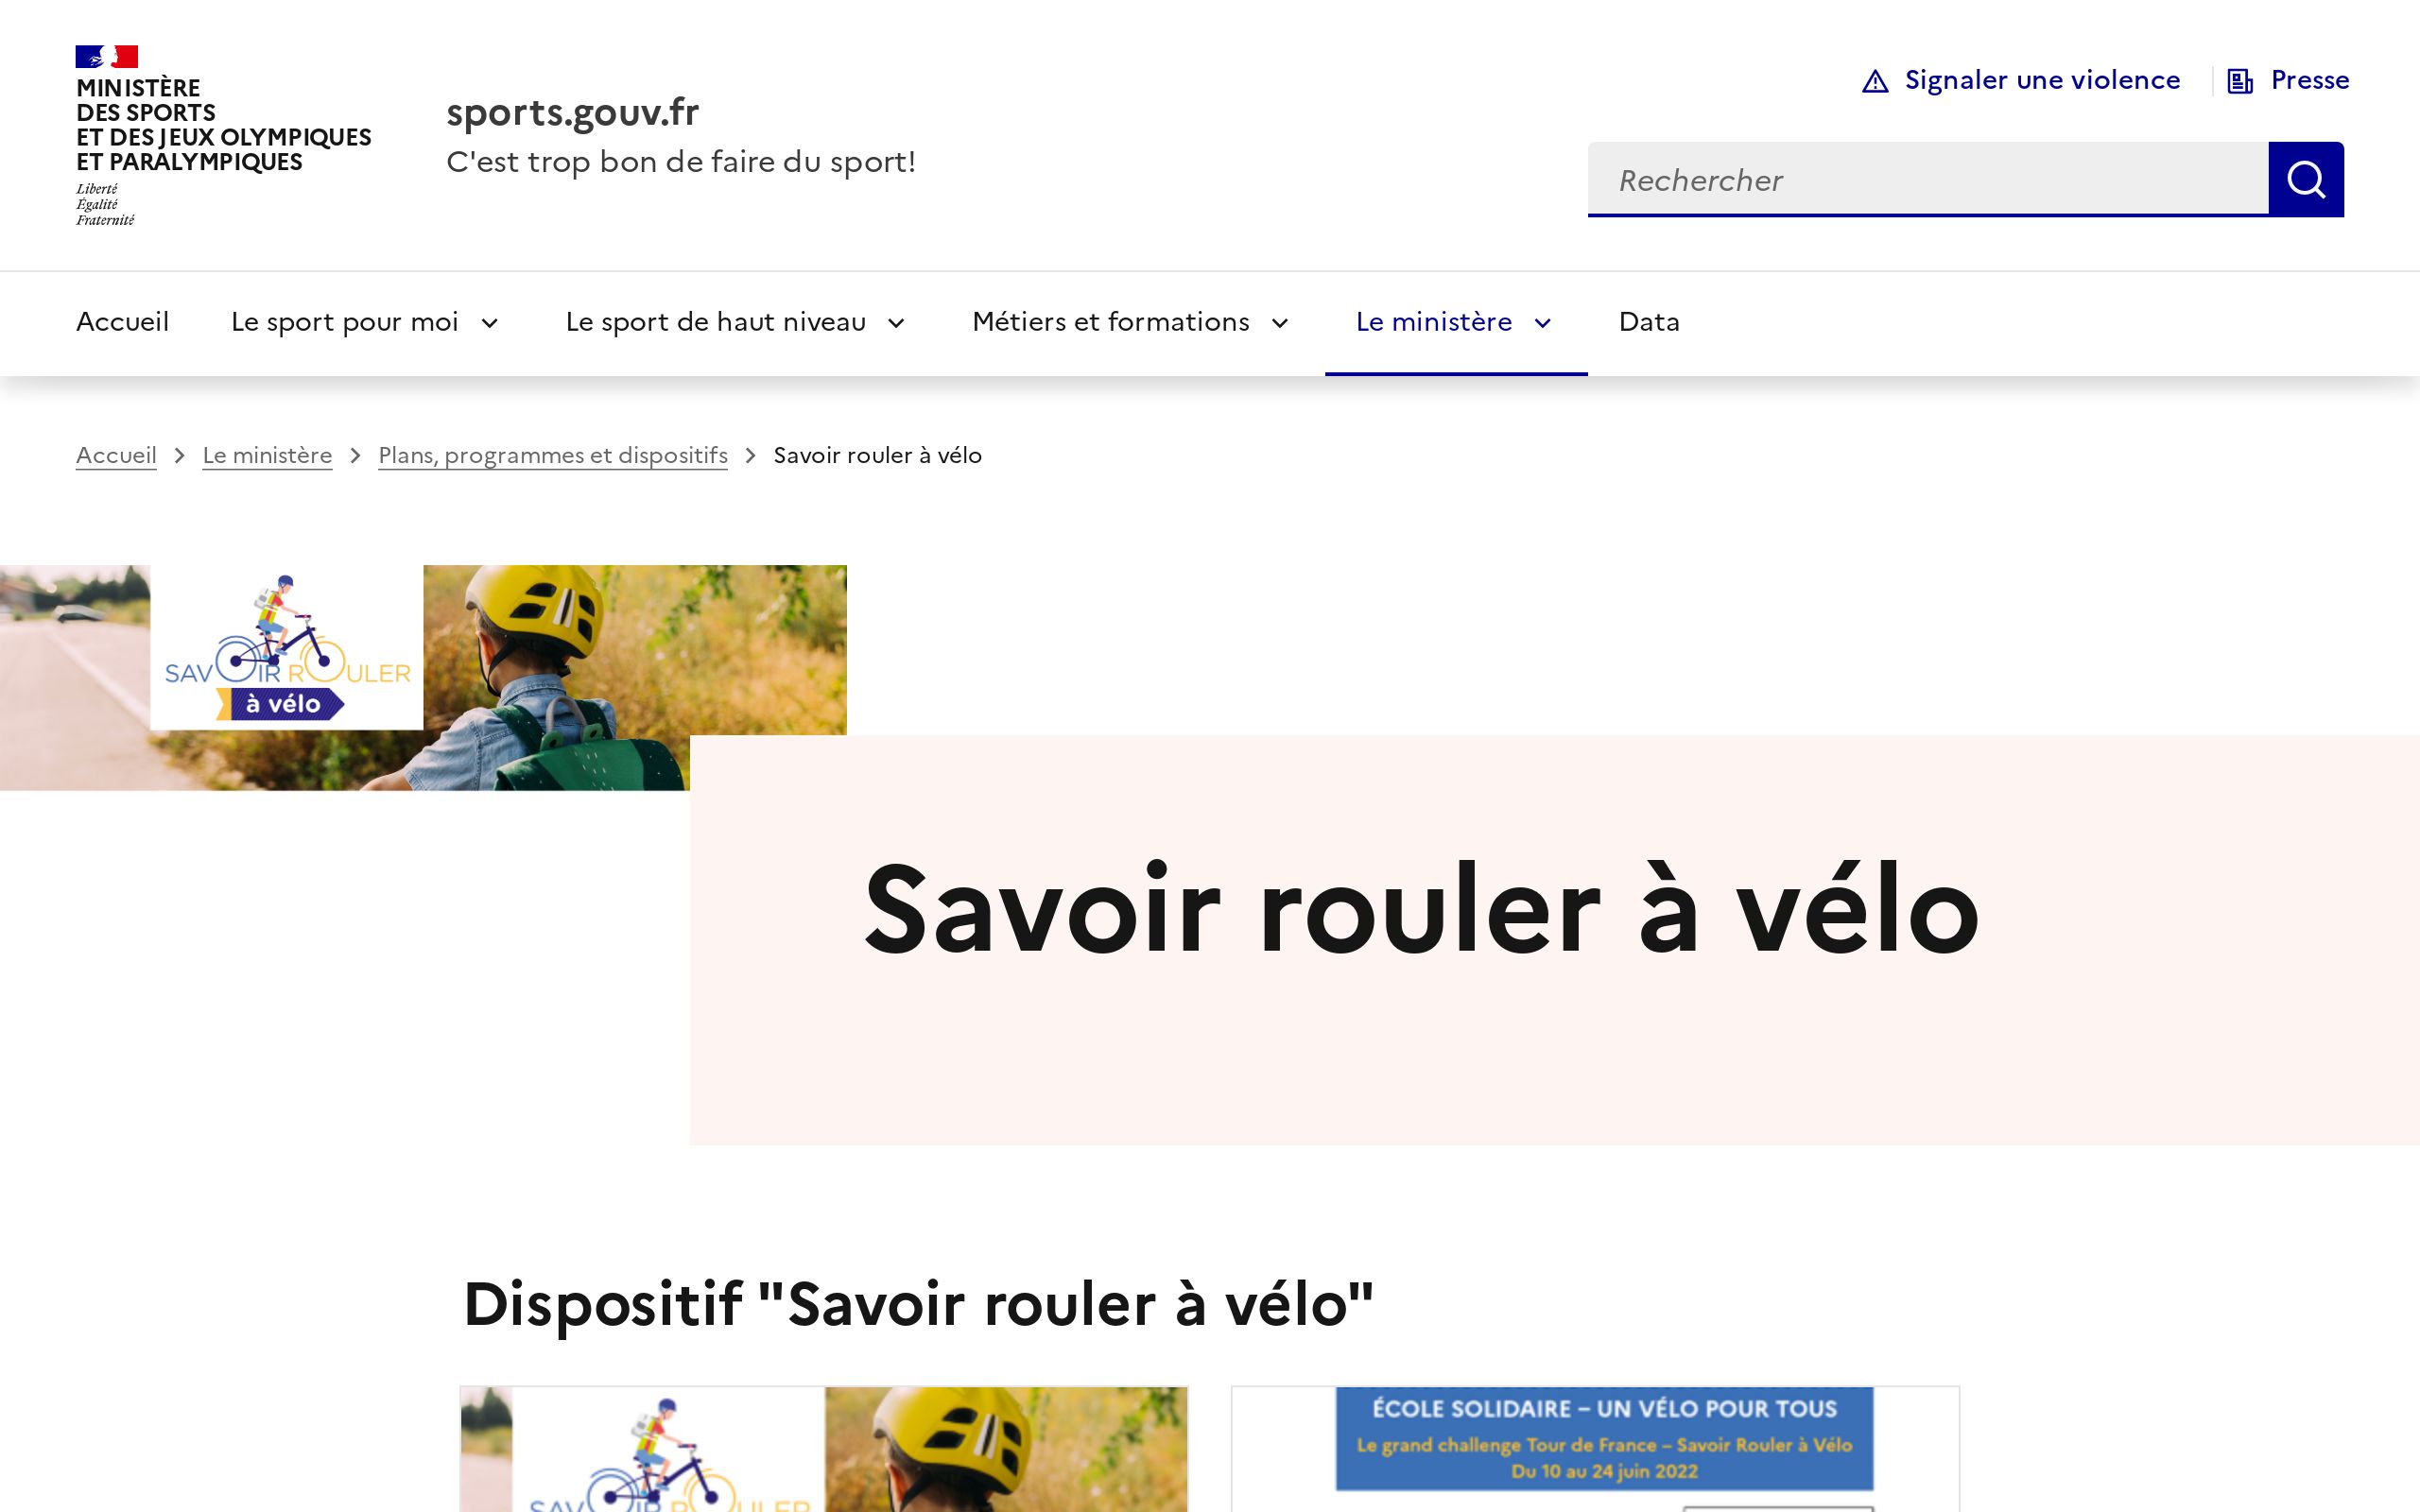 MINISTÈRE
DES SPORTS
ET DES JEUX OLYMPIQUES
ET PARALYMPIQUES
Liberté
Égalité
Fraternité
sports.gouv.fr
C'est trop bon de faire du sport!
Signaler une violence
Presse
Rechercher
Accueil
Le sport pour moi
Le sport de haut niveau
Métiers et formations
Le ministère
Data
Accueil > Le ministère > Plans, programmes et dispositifs > Savoir rouler à vélo
SAVOIR ROULER
à vélo
Savoir rouler à vélo
Dispositif "Savoir rouler à vélo"
SAVOIR ROULER
ÉCOLE SOLIDAIRE – UN VÉLO POUR TOUS
Le grand challenge Tour de France – Savoir Rouler à Vélo
Du 10 au 24 juin 2022